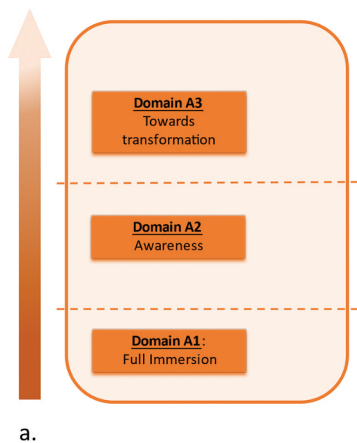 Domain A3
Towards
transformation
Domain A2
Awareness
Domain A1:
Full Immersion
a.